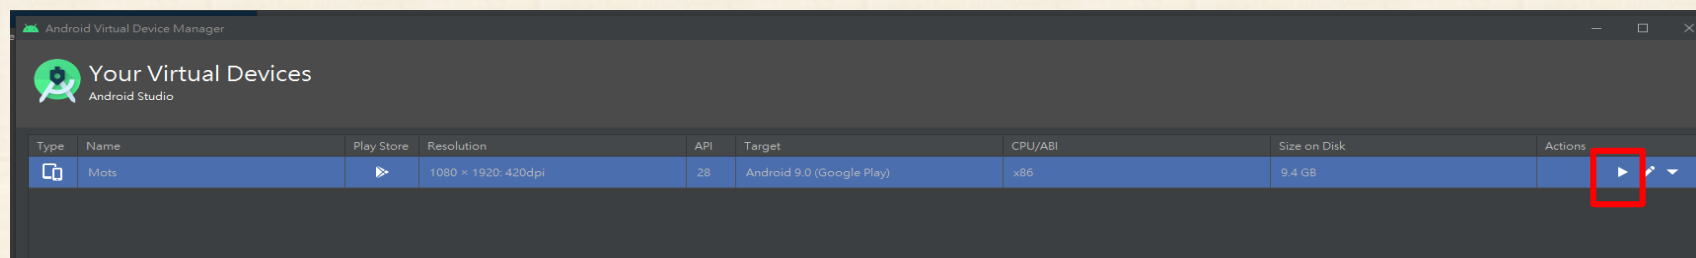 Android Virtual Device Manager
Your Virtual Devices
Android Studio
Type Name Play Store Resolution API Target CPU/ABI Size on Disk Actions
Mots 1080 × 1920: 420dpi 28 Android 9.0 (Google Play) x86 9.4 GB